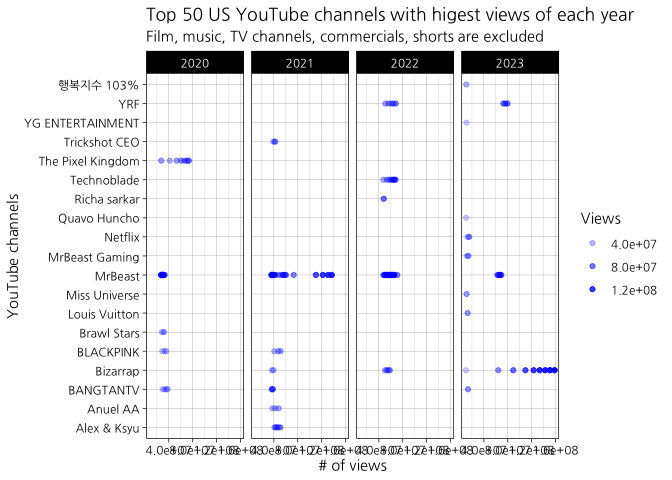 Top 50 US YouTube channels with higest views of each year
Film, music, TV channels, commercials, shorts are excluded
2020 2021 2022 2023
행복지수 103%
YRF
YG ENTERTAINMENT
Trickshot CEO
The Pixel Kingdom
Technoblade
Richa sarkar
Quavo Huncho
Netflix
MrBeast Gaming
MrBeast
Miss Universe
Louis Vuitton
Brawl Stars
BLACKPINK
Bizarrap
BANGTANTV
Anuel AA
Alex & Ksyu
YouTube channels
# of views
Views
4.0e+07
8.0e+07
1.2e+08